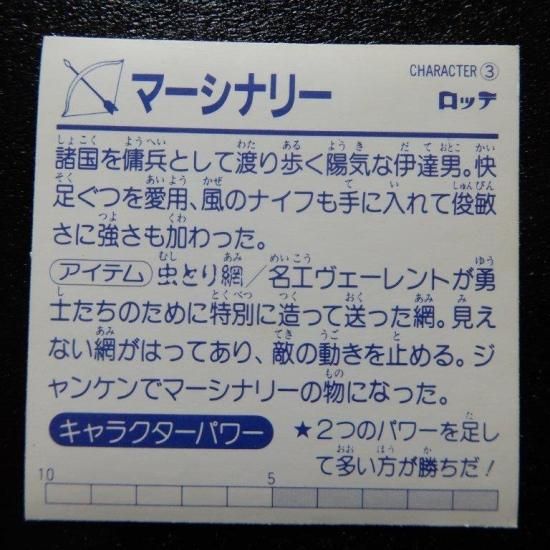 CHARACTER ③
マーシナリー
ロッテ
諸国を傭兵として渡り歩く陽気な伊達男。快
足ぐつを愛用、風のナイフも手に入れて俊敏
さに強さも加わった。
アイテム 虫とり網/名工ヴェーレントが勇
士たちのために特別に造って送った網。見え
ない網がはってあり、敵の動きを止める。ジ
ャンケンでマーシナリーの物になった。
キャラクターパワー ★2つのパワーを足し
て多い方が勝ちだ!
10 5